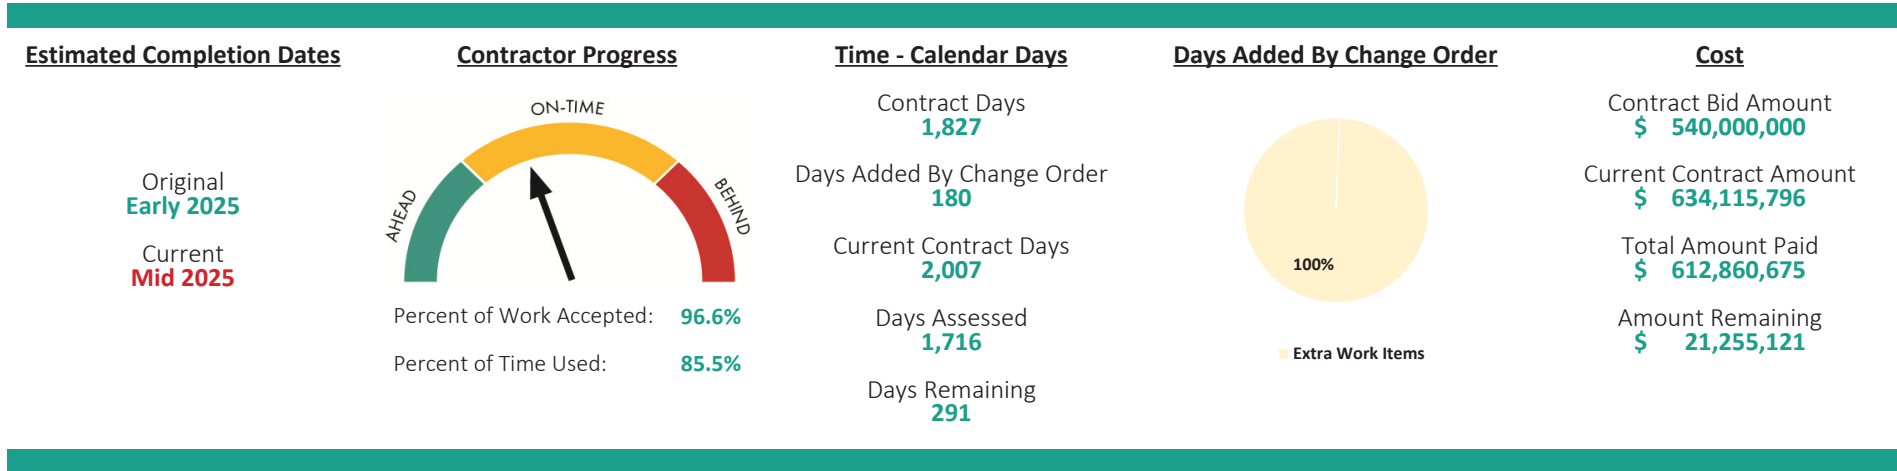 Estimated Completion Dates
Original
Early 2025
Current
Mid 2025
Contractor Progress
AHEAD
ON-TIME
BEHIND
Percent of Work Accepted: 96.6%
Percent of Time Used: 85.5%
Time - Calendar Days
Contract Days
1,827
Days Added By Change Order
180
Current Contract Days
2,007
Days Assessed
1,716
Days Remaining
291
Days Added By Change Order
100%
Extra Work Items
Cost
Contract Bid Amount
$ 540,000,000
Current Contract Amount
$ 634,115,796
Total Amount Paid
$ 612,860,675
Amount Remaining
$ 21,255,121